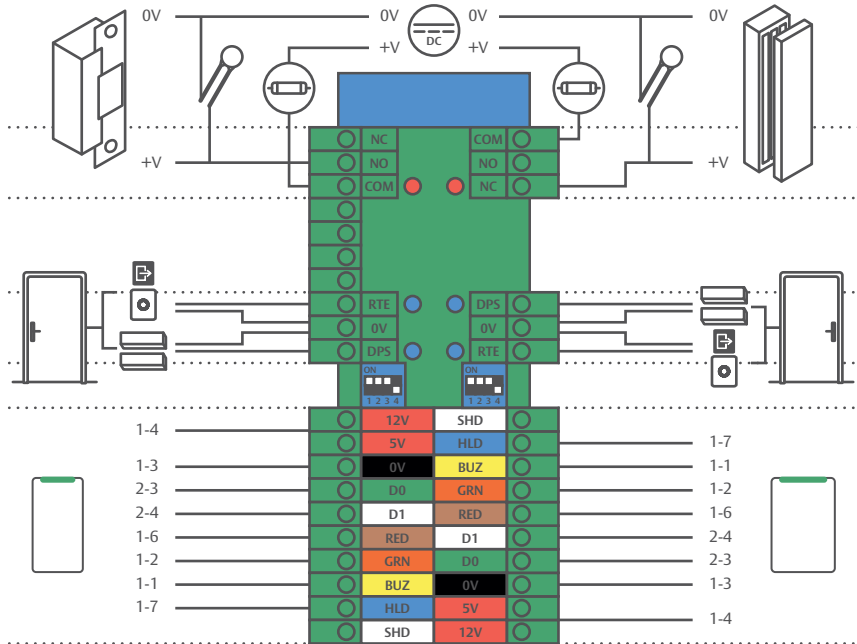 0V 0V 0V 0V
+V +V
DC
NC COM
+V NO NO +V
COM NC
RTE DPS
0V 0V
DPS RTE
ON ON
1 2 3 4 1 2 3 4
12V SHD
1-4
5V HLD 1-7
1-3 0V BUZ 1-1
2-3 D0 GRN 1-2
2-4 D1 RED 1-6
1-6 RED D1 2-4
1-2 GRN D0 2-3
1-1 BUZ 0V 1-3
1-7 HLD 5V
1-4
SHD 12V